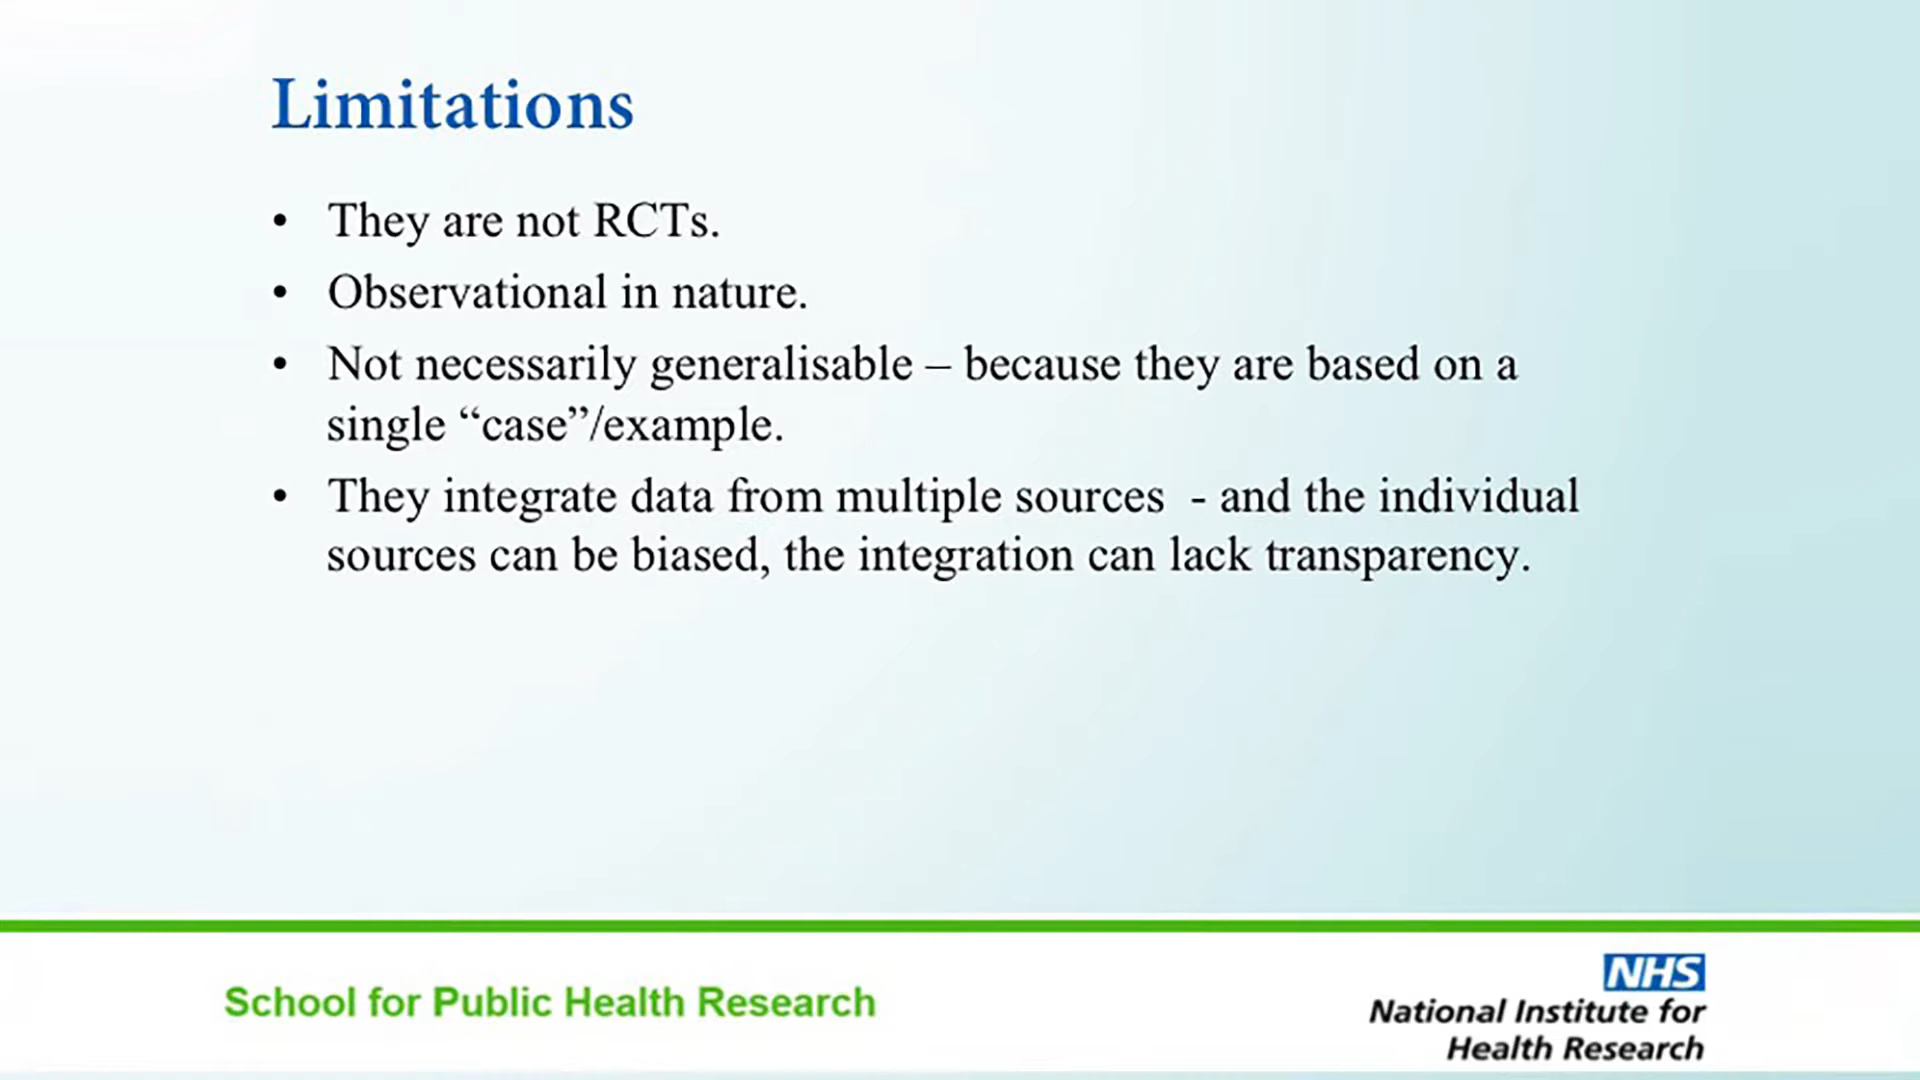 Limitations
• They are not RCTs.
• Observational in nature.
• Not necessarily generalisable – because they are based on a
single “case”/example.
• They integrate data from multiple sources  - and the individual
sources can be biased, the integration can lack transparency.
School for Public Health Research
NHS
National Institute for
Health Research